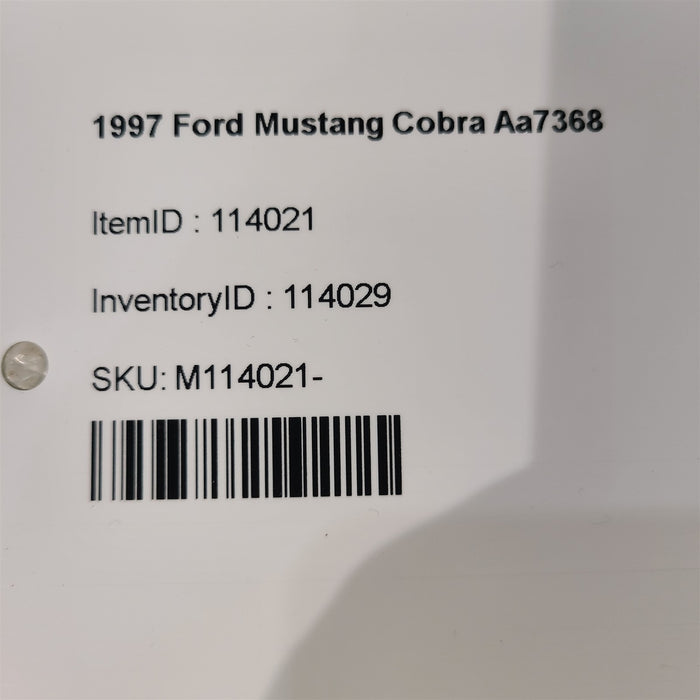 1997 Ford Mustang Cobra Aa7368
ItemID : 114021
InventoryID : 114029
SKU: M114021-